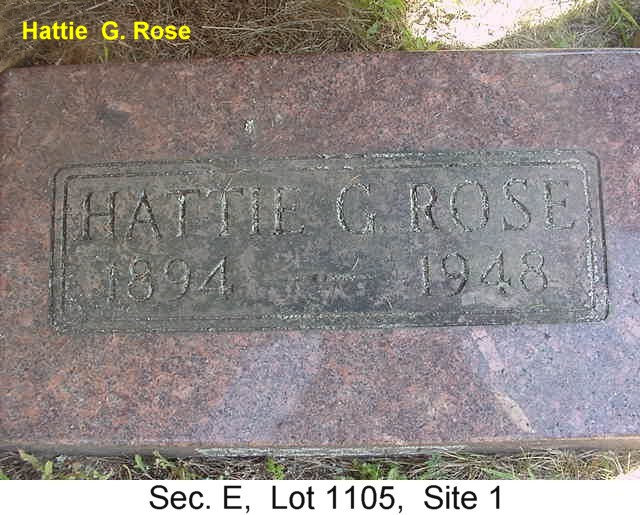 Hattie G. Rose
HATTIE G. ROSE
1894 - 1948
Sec. E, Lot 1105, Site 1